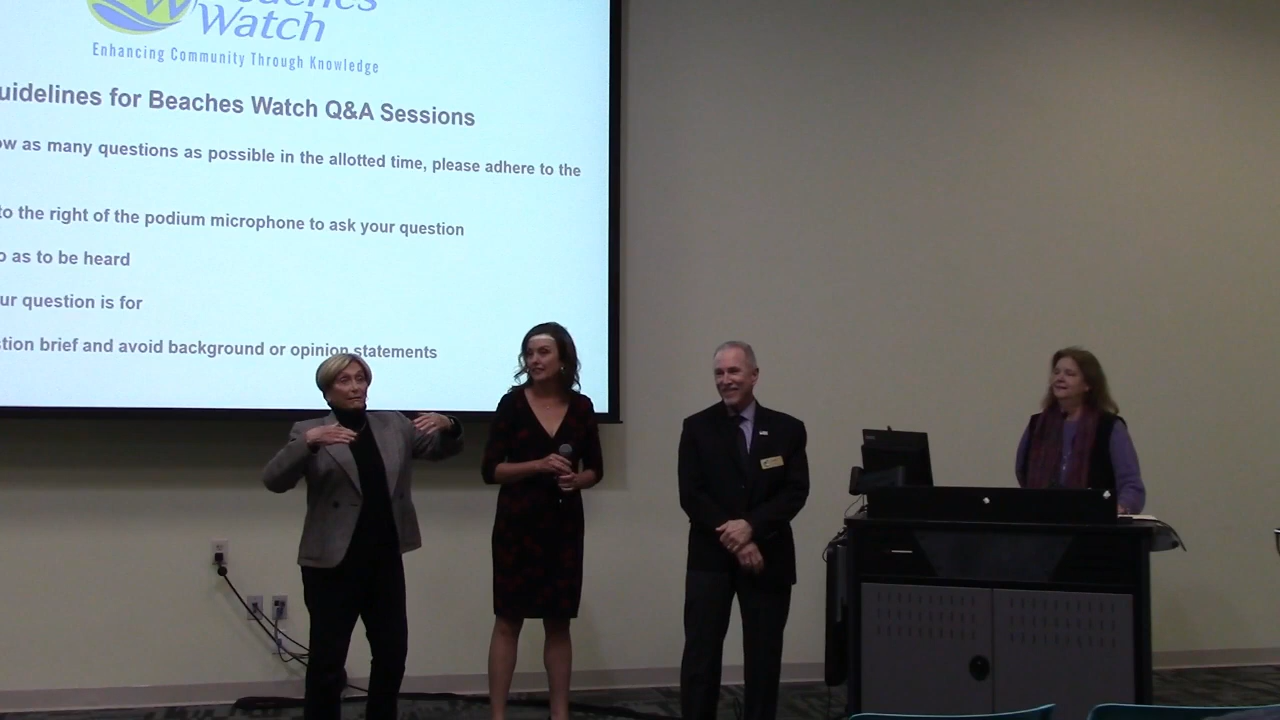 Watch
Enhancing Community Through Knowledge
uidelines for Beaches Watch Q&A Sessions
ow as many questions as possible in the allotted time, please adhere to the
to the right of the podium microphone to ask your question
o as to be heard
ur question is for
stion brief and avoid background or opinion statements